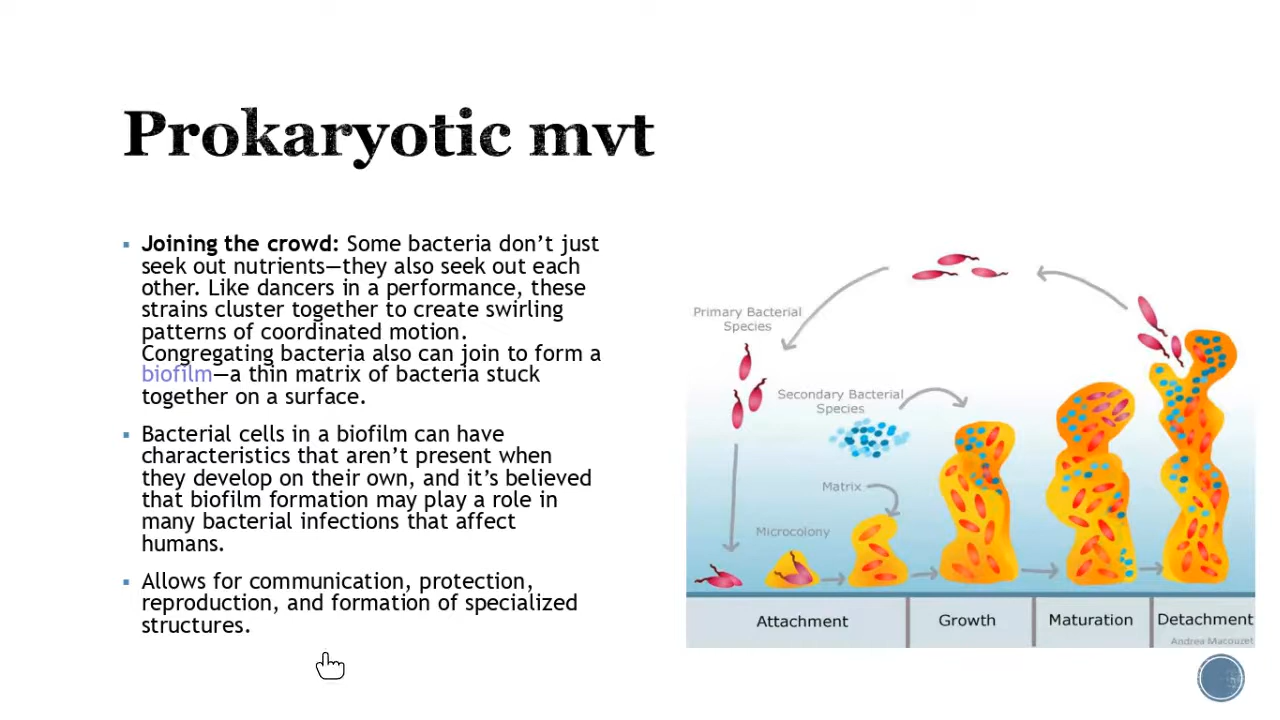 Prokaryotic mvt
▪ Joining the crowd: Some bacteria don’t just
seek out nutrients—they also seek out each
other. Like dancers in a performance, these
strains cluster together to create swirling
patterns of coordinated motion.
Congregating bacteria also can join to form a
biofilm—a thin matrix of bacteria stuck
together on a surface.
▪ Bacterial cells in a biofilm can have
characteristics that aren’t present when
they develop on their own, and it’s believed
that biofilm formation may play a role in
many bacterial infections that affect
humans.
▪ Allows for communication, protection,
reproduction, and formation of specialized
structures.
Primary Bacterial
Species
Secondary Bacterial
Species
Matrix
Microcolony
Attachment
Growth
Maturation
Detachment
Andrea Macouzet